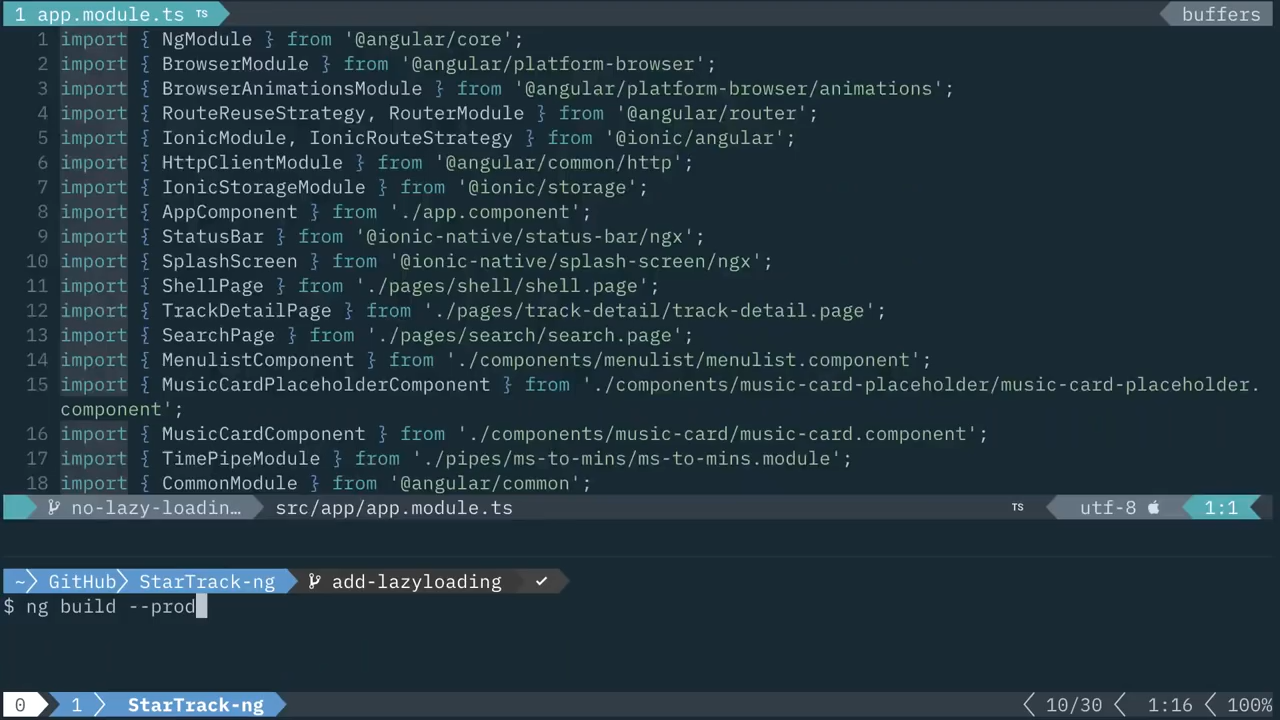 1 app.module.ts TS buffers
1 import { NgModule } from '@angular/core';
2 import { BrowserModule } from '@angular/platform-browser';
3 import { BrowserAnimationsModule } from '@angular/platform-browser/animations';
4 import { RouteReuseStrategy, RouterModule } from '@angular/router';
5 import { IonicModule, IonicRouteStrategy } from '@ionic/angular';
6 import { HttpClientModule } from '@angular/common/http';
7 import { IonicStorageModule } from '@ionic/storage';
8 import { AppComponent } from './app.component';
9 import { StatusBar } from '@ionic-native/status-bar/ngx';
10 import { SplashScreen } from '@ionic-native/splash-screen/ngx';
11 import { ShellPage } from './pages/shell/shell.page';
12 import { TrackDetailPage } from './pages/track-detail/track-detail.page';
13 import { SearchPage } from './pages/search/search.page';
14 import { MenulistComponent } from './components/menulist/menulist.component';
15 import { MusicCardPlaceholderComponent } from './components/music-card-placeholder/music-card-placeholder.
component';
16 import { MusicCardComponent } from './components/music-card/music-card.component';
17 import { TimePipeModule } from './pipes/ms-to-mins/ms-to-mins.module';
18 import { CommonModule } from '@angular/common';
no-lazy-loadin… src/app/app.module.ts TS utf-8 1:1
~ GitHub StarTrack-ng add-lazyloading ✓
$ ng build --prod
0 1 StarTrack-ng 10/30 1:16 100%